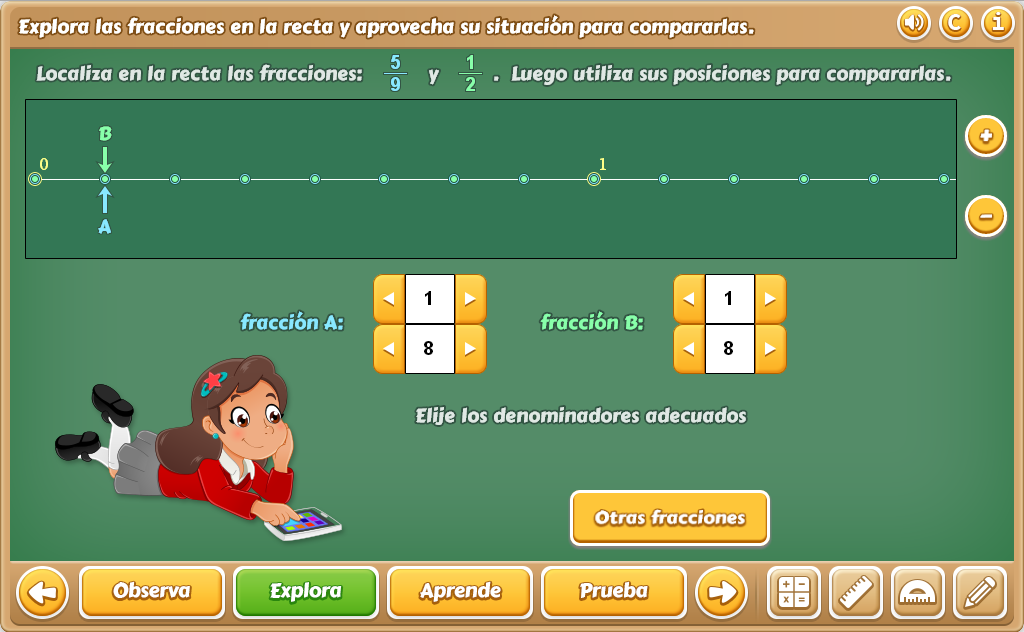 Explora las fracciones en la recta y aprovecha su situación para compararlas.
C i
Localiza en la recta las fracciones: 5/9 y 1/2 . Luego utiliza sus posiciones para compararlas.
B
0 1
+
A
-
fracción A: 1 fracción B: 1
8 8
Elije los denominadores adecuados
Otras fracciones
Observa Explora Aprende Prueba
+ - x =